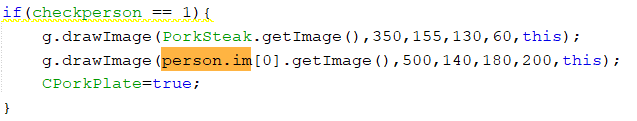 if(checkperson == 1){
g.drawImage(PorkSteak.getImage(),350,155,130,60,this);
g.drawImage(person.im[0].getImage(),500,140,180,200,this);
CPorkPlate=true;
}